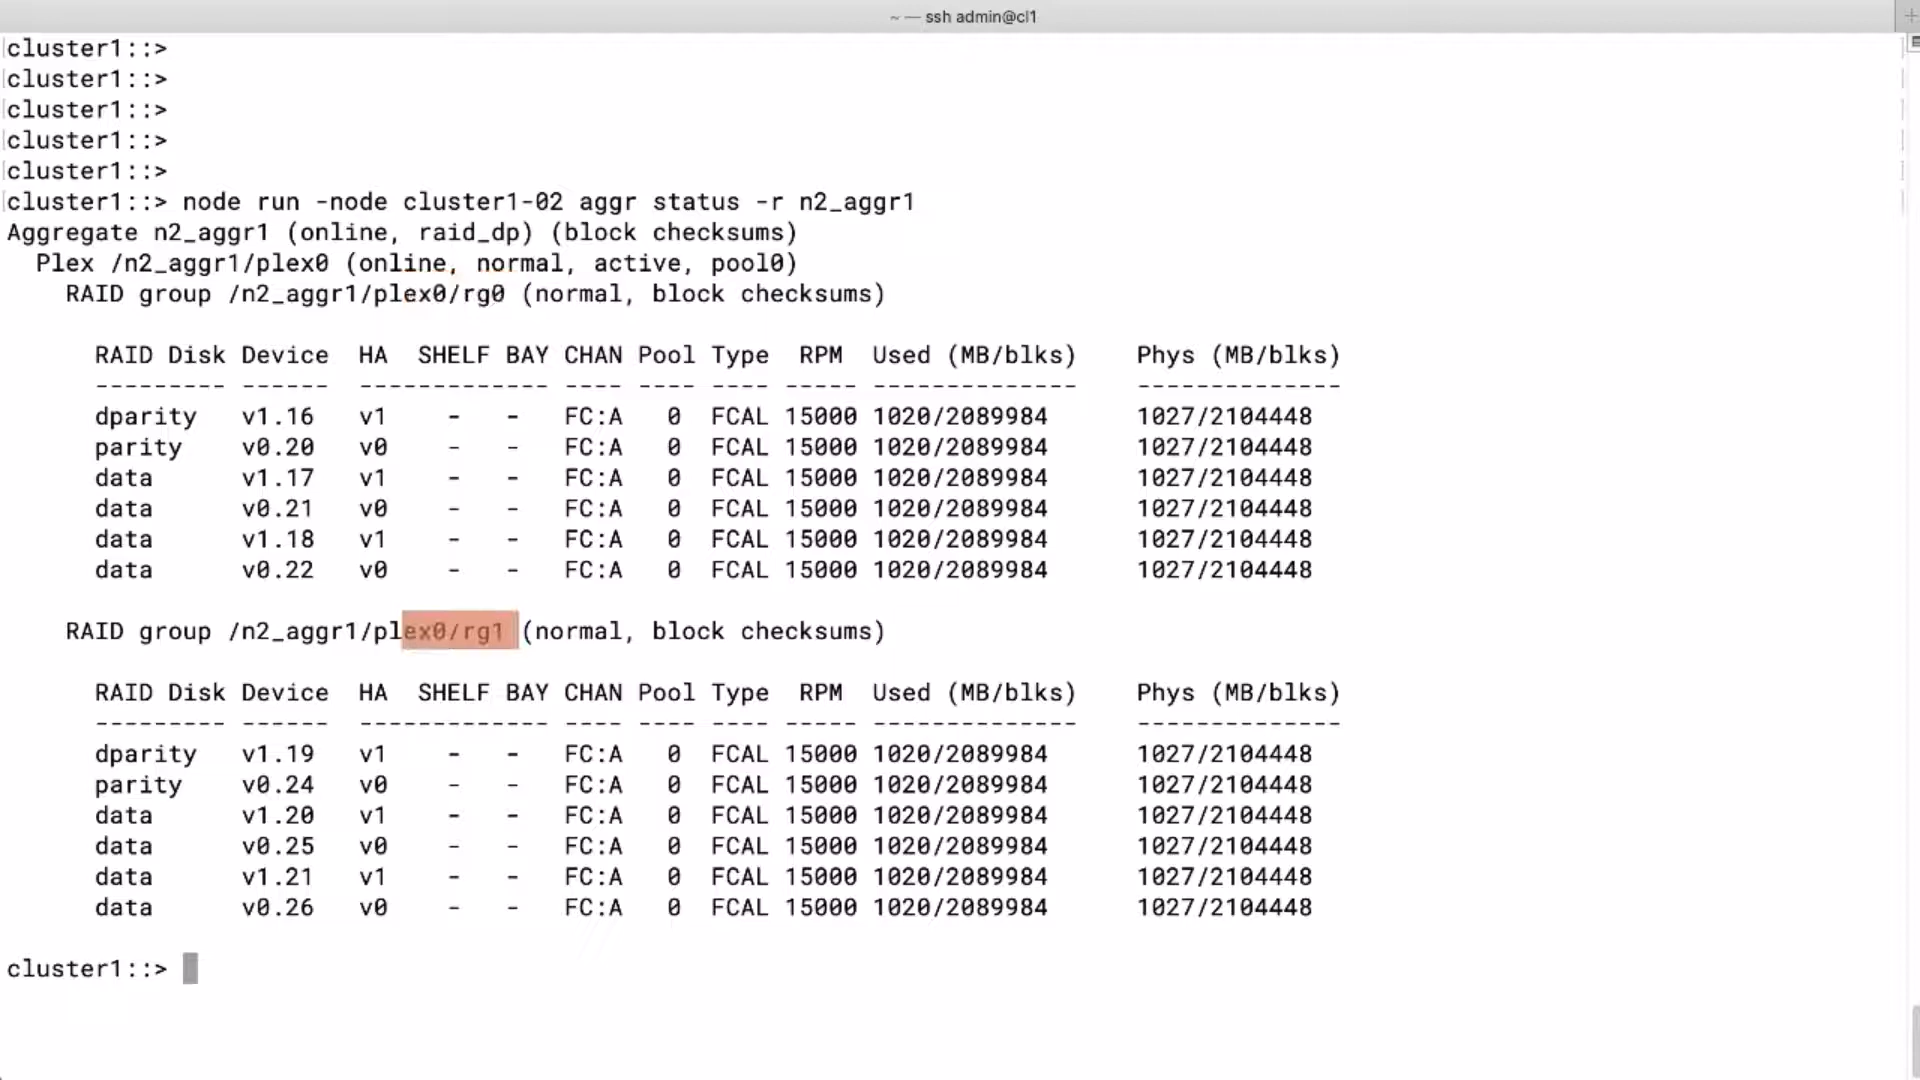 ~ — ssh admin@cl1
cluster1::>
cluster1::>
cluster1::>
cluster1::>
cluster1::>
cluster1::> node run -node cluster1-02 aggr status -r n2_aggr1
Aggregate n2_aggr1 (online, raid_dp) (block checksums)
  Plex /n2_aggr1/plex0 (online, normal, active, pool0)
    RAID group /n2_aggr1/plex0/rg0 (normal, block checksums)
      RAID Disk Device  HA  SHELF BAY CHAN Pool Type  RPM  Used (MB/blks)    Phys (MB/blks)
      --------- ------  ------------- ---- ---- ---- ----- --------------    --------------
      dparity   v1.16   v1    -   -   FC:A   0  FCAL 15000 1020/2089984      1027/2104448
      parity    v0.20   v0    -   -   FC:A   0  FCAL 15000 1020/2089984      1027/2104448
      data      v1.17   v1    -   -   FC:A   0  FCAL 15000 1020/2089984      1027/2104448
      data      v0.21   v0    -   -   FC:A   0  FCAL 15000 1020/2089984      1027/2104448
      data      v1.18   v1    -   -   FC:A   0  FCAL 15000 1020/2089984      1027/2104448
      data      v0.22   v0    -   -   FC:A   0  FCAL 15000 1020/2089984      1027/2104448
    RAID group /n2_aggr1/plex0/rg1 (normal, block checksums)
      RAID Disk Device  HA  SHELF BAY CHAN Pool Type  RPM  Used (MB/blks)    Phys (MB/blks)
      --------- ------  ------------- ---- ---- ---- ----- --------------    --------------
      dparity   v1.19   v1    -   -   FC:A   0  FCAL 15000 1020/2089984      1027/2104448
      parity    v0.24   v0    -   -   FC:A   0  FCAL 15000 1020/2089984      1027/2104448
      data      v1.20   v1    -   -   FC:A   0  FCAL 15000 1020/2089984      1027/2104448
      data      v0.25   v0    -   -   FC:A   0  FCAL 15000 1020/2089984      1027/2104448
      data      v1.21   v1    -   -   FC:A   0  FCAL 15000 1020/2089984      1027/2104448
      data      v0.26   v0    -   -   FC:A   0  FCAL 15000 1020/2089984      1027/2104448
cluster1::>